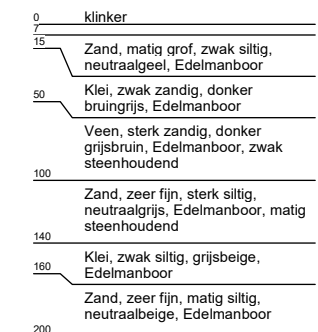 0 klinker
7
15
Zand, matig grof, zwak siltig,
neutraalgeel, Edelmanboor
50
Klei, zwak zandig, donker
bruingrijs, Edelmanboor
Veen, sterk zandig, donker
grijsbruin, Edelmanboor, zwak
steenhoudend
100
Zand, zeer fijn, sterk siltig,
neutraalgrijs, Edelmanboor, matig
steenhoudend
140
Klei, zwak siltig, grijsbeige,
Edelmanboor
160
Zand, zeer fijn, matig siltig,
neutraalbeige, Edelmanboor
200